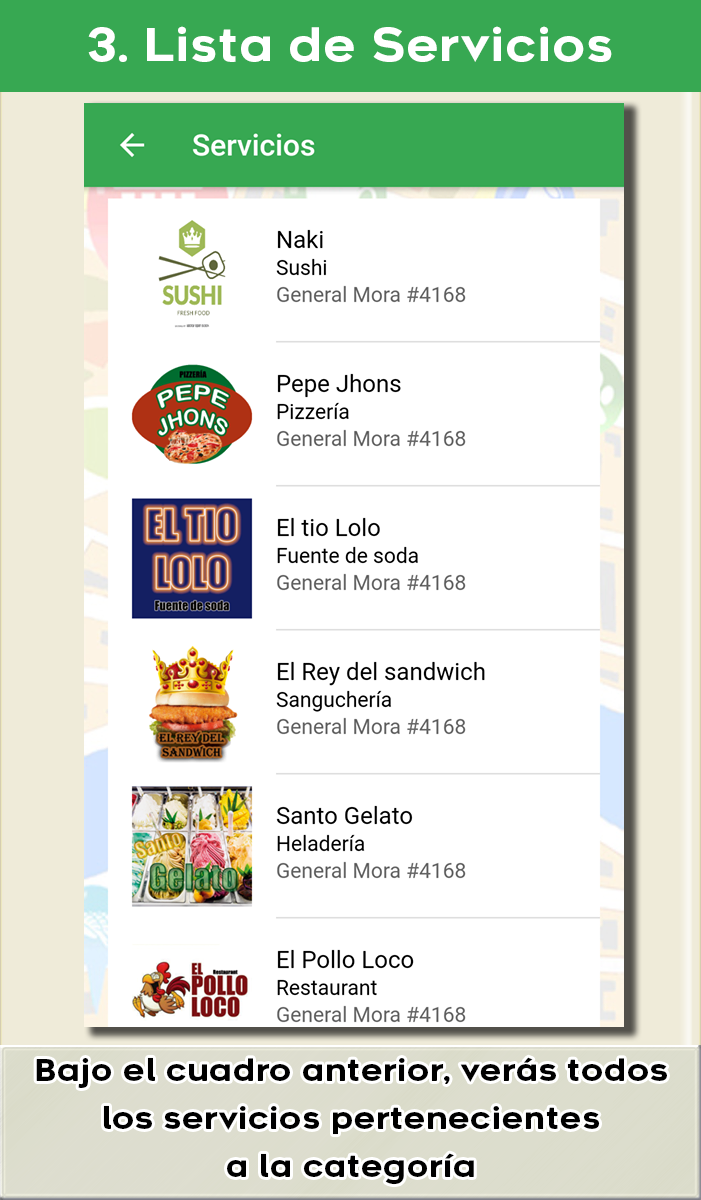 3. Lista de Servicios
Servicios
SUSHI
FRESH FOOD
Naki
Sushi
General Mora #4168
PIZZERÍA
PEPE
JHONS
Pepe Jhons
Pizzería
General Mora #4168
EL TIO
LOLO
Fuente de soda
El tio Lolo
Fuente de soda
General Mora #4168
EL REY DEL
SANDWICH
El Rey del sandwich
Sanguchería
General Mora #4168
Santo
Gelato
Santo Gelato
Heladería
General Mora #4168
EL Restaurant
POLLO
LOCO
El Pollo Loco
Restaurant
General Mora #4168
Bajo el cuadro anterior, verás todos
los servicios pertenecientes
a la categoría